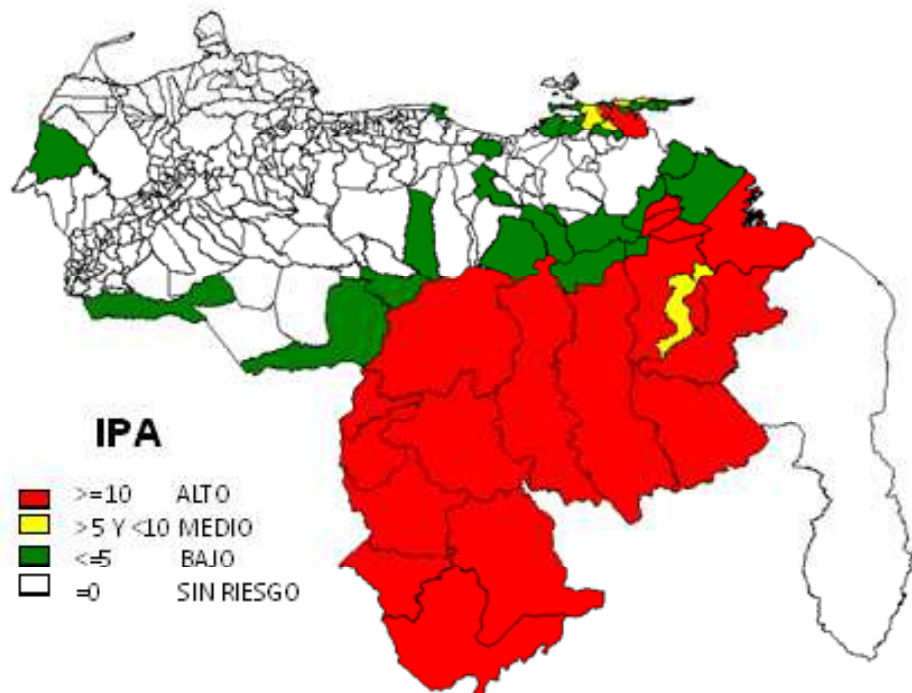 IPA
>=10 ALTO
>5 Y <10 MEDIO
<=5 BAJO
=0 SIN RIESGO